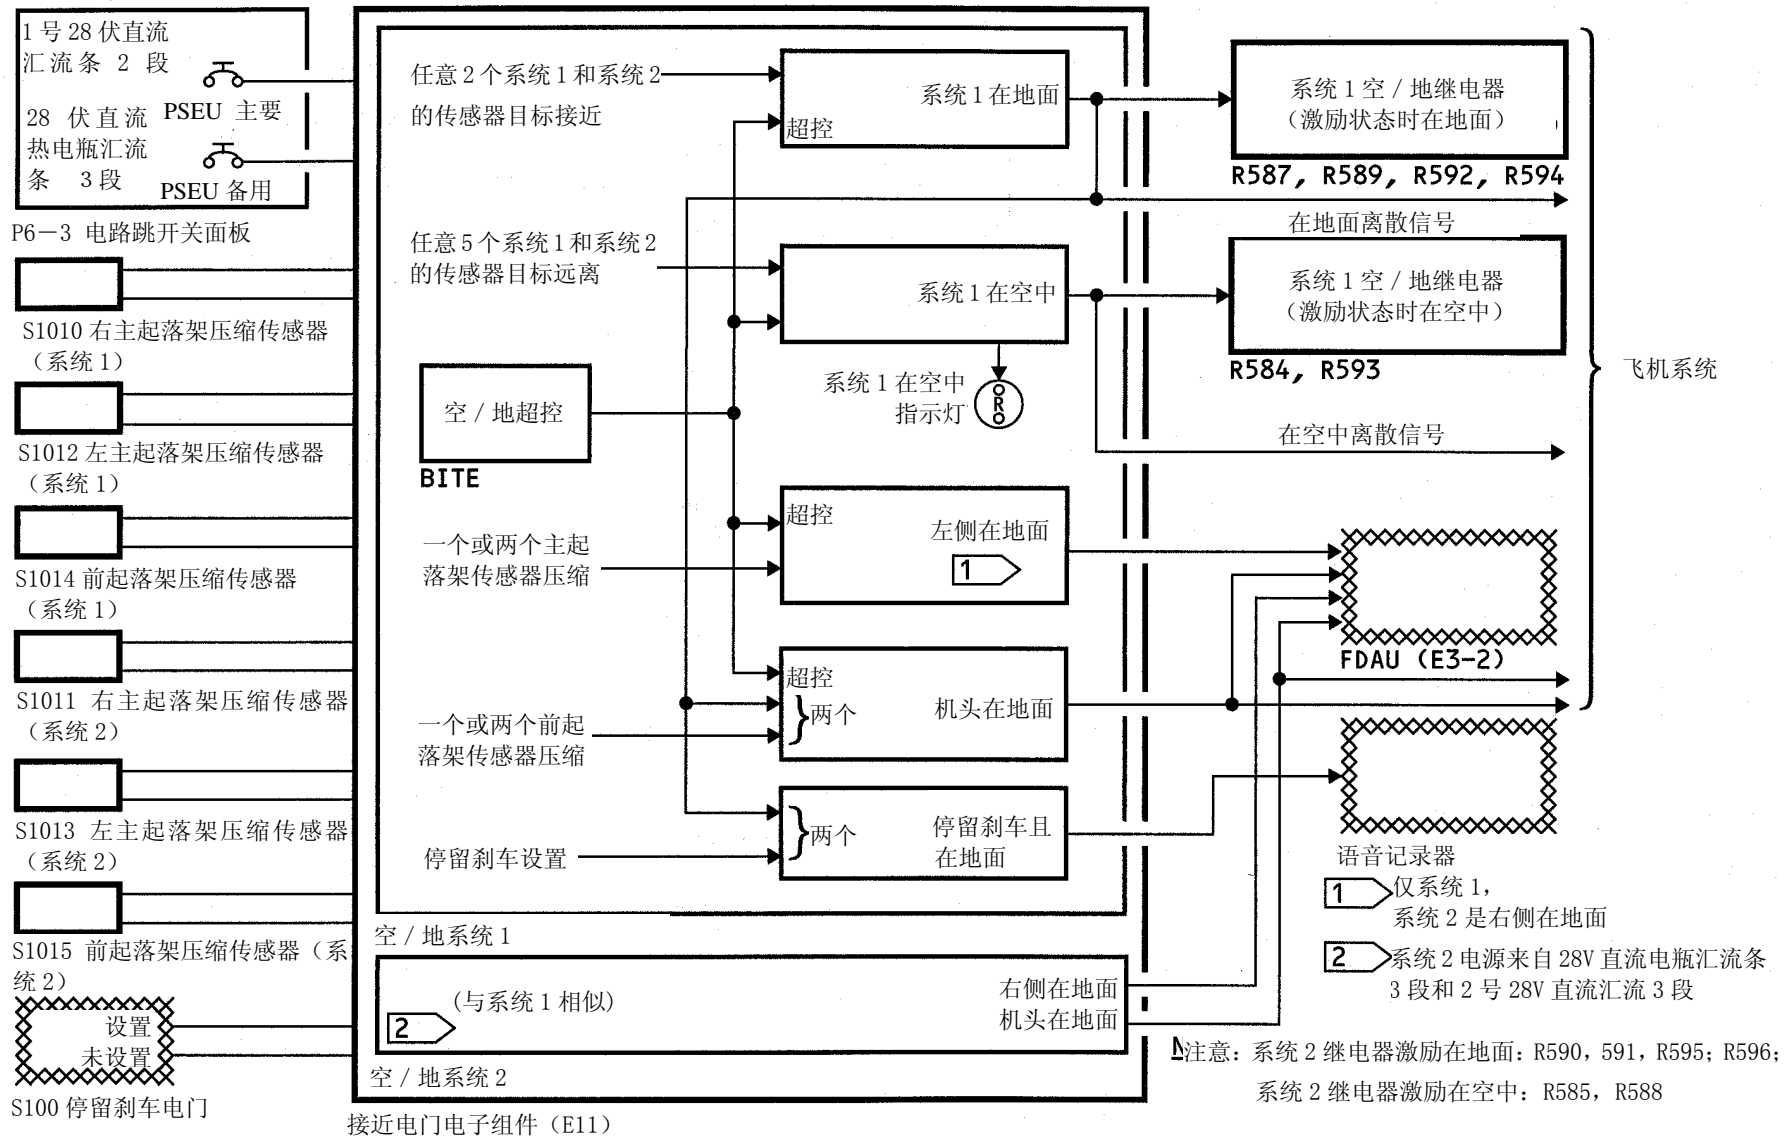 1号28伏直流
汇流条 2 段
PSEU 主要
28 伏直流
热电瓶汇流
条 3段
PSEU 备用
P6－3 电路跳开关面板
S1010 右主起落架压缩传感器
（系统1）
S1012 左主起落架压缩传感器
（系统1）
S1014 前起落架压缩传感器
（系统1）
S1011 右主起落架压缩传感器
（系统2）
S1013 左主起落架压缩传感器
（系统2）
S1015 前起落架压缩传感器（系
统2）
设置
未设置
S100 停留刹车电门
任意2个系统1和系统2
的传感器目标接近
系统1在地面
超控
任意5个系统1和系统2
的传感器目标远离
系统1在空中
系统1在空中
指示灯
ORO
空/地超控
BITE
超控
左侧在地面
1
一个或两个主起
落架传感器压缩
超控
两个
机头在地面
一个或两个前起
落架传感器压缩
两个
停留刹车且
在地面
停留刹车设置
空/地系统1
(与系统1相似)
2
右侧在地面
机头在地面
空/地系统2
接近电门电子组件（E11）
系统1空/地继电器
（激励状态时在地面）
R587, R589, R592, R594
在地面离散信号
系统1空/地继电器
（激励状态时在空中）
R584, R593
在空中离散信号
飞机系统
FDAU (E3-2)
语音记录器
1 仅系统1，
系统2是右侧在地面
2 系统2电源来自28V直流电瓶汇流条
3段和2号28V直流汇流3段
注意：系统2继电器激励在地面：R590，591，R595；R596；
系统2继电器激励在空中：R585，R588